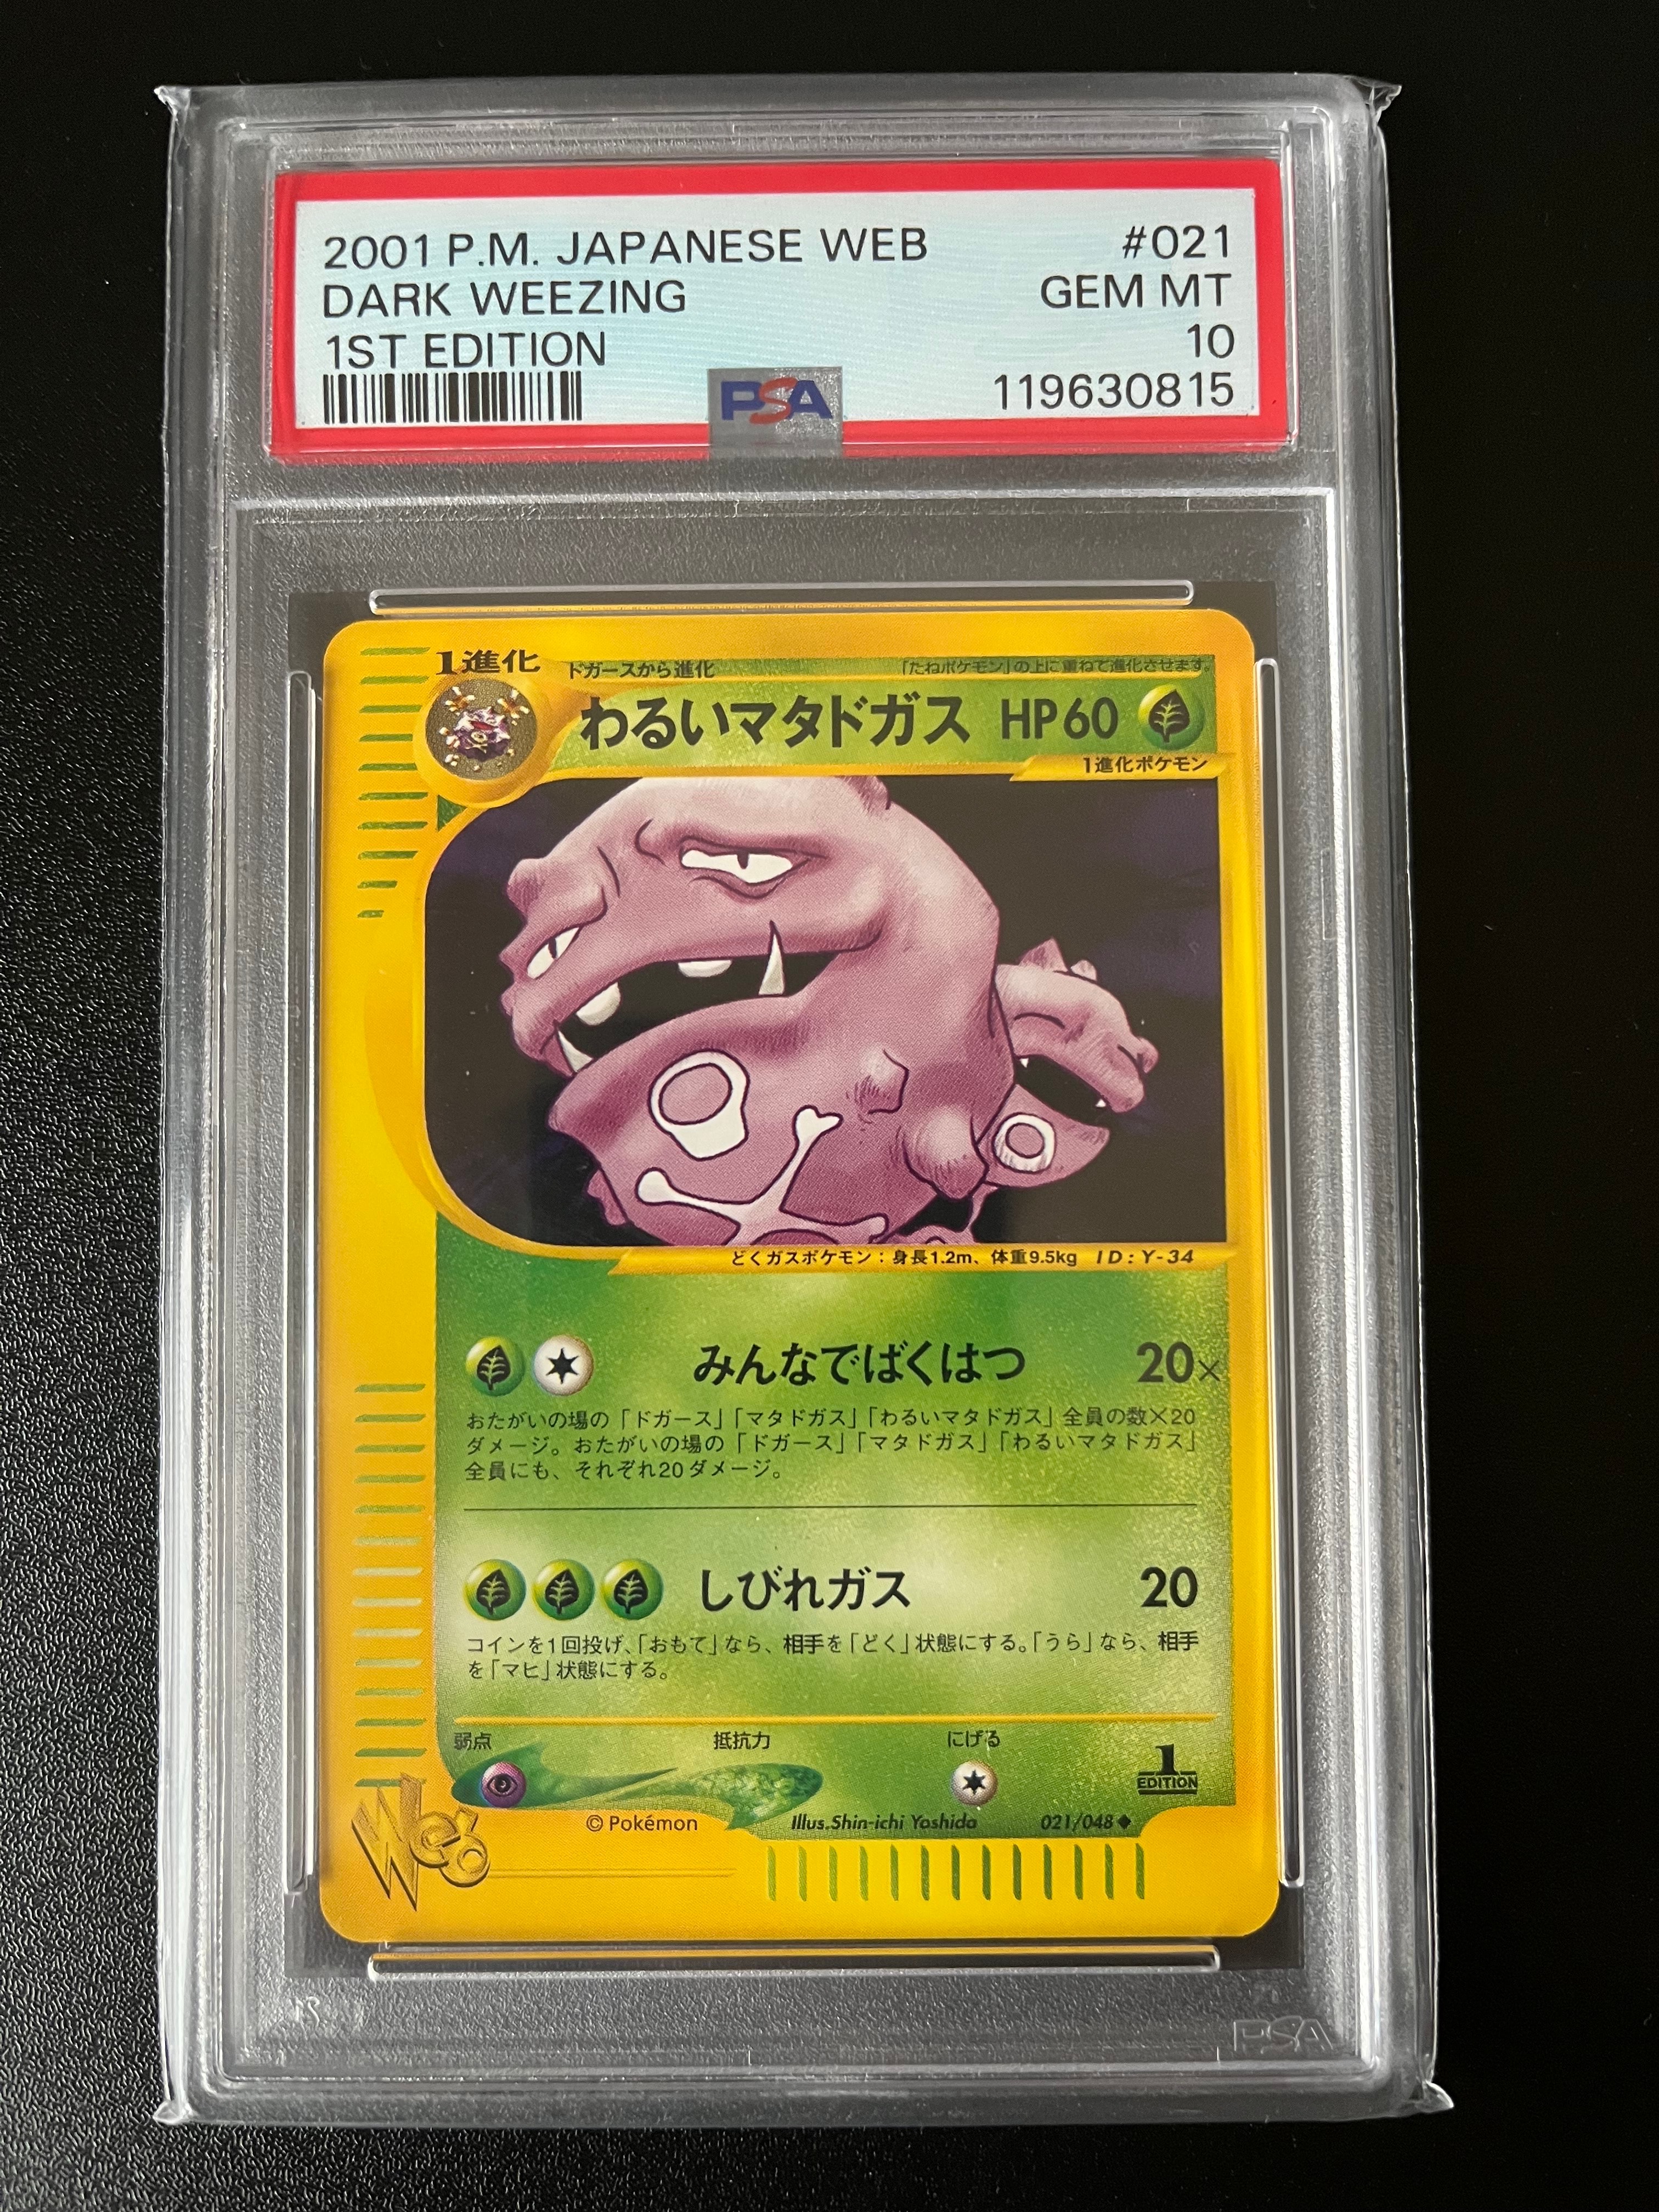 2001 P.M. JAPANESE WEB #021
DARK WEEZING GEM MT
1ST EDITION 10
PSA 119630815
1進化 ドガースから進化 「たねポケモン」の上に重ねて進化させます。
わるいマタドガス HP60
1進化ポケモン
どくガスポケモン：身長1.2m、体重9.5kg ID:Y-34
みんなでばくはつ 20×
おたがいの場の「ドガース」「マタドガス」「わるいマタドガス」全員の数×20
ダメージ。おたがいの場の「ドガース」「マタドガス」「わるいマタドガス」
全員にも、それぞれ20ダメージ。
しびれガス 20
コインを1回投げ、「おもて」なら、相手を「どく」状態にする。「うら」なら、相手
を「マヒ」状態にする。
弱点 抵抗力 にげる
1
EDITION
Web
© Pokémon Illus.Shin-ichi Yoshida 021/048◆
PSA